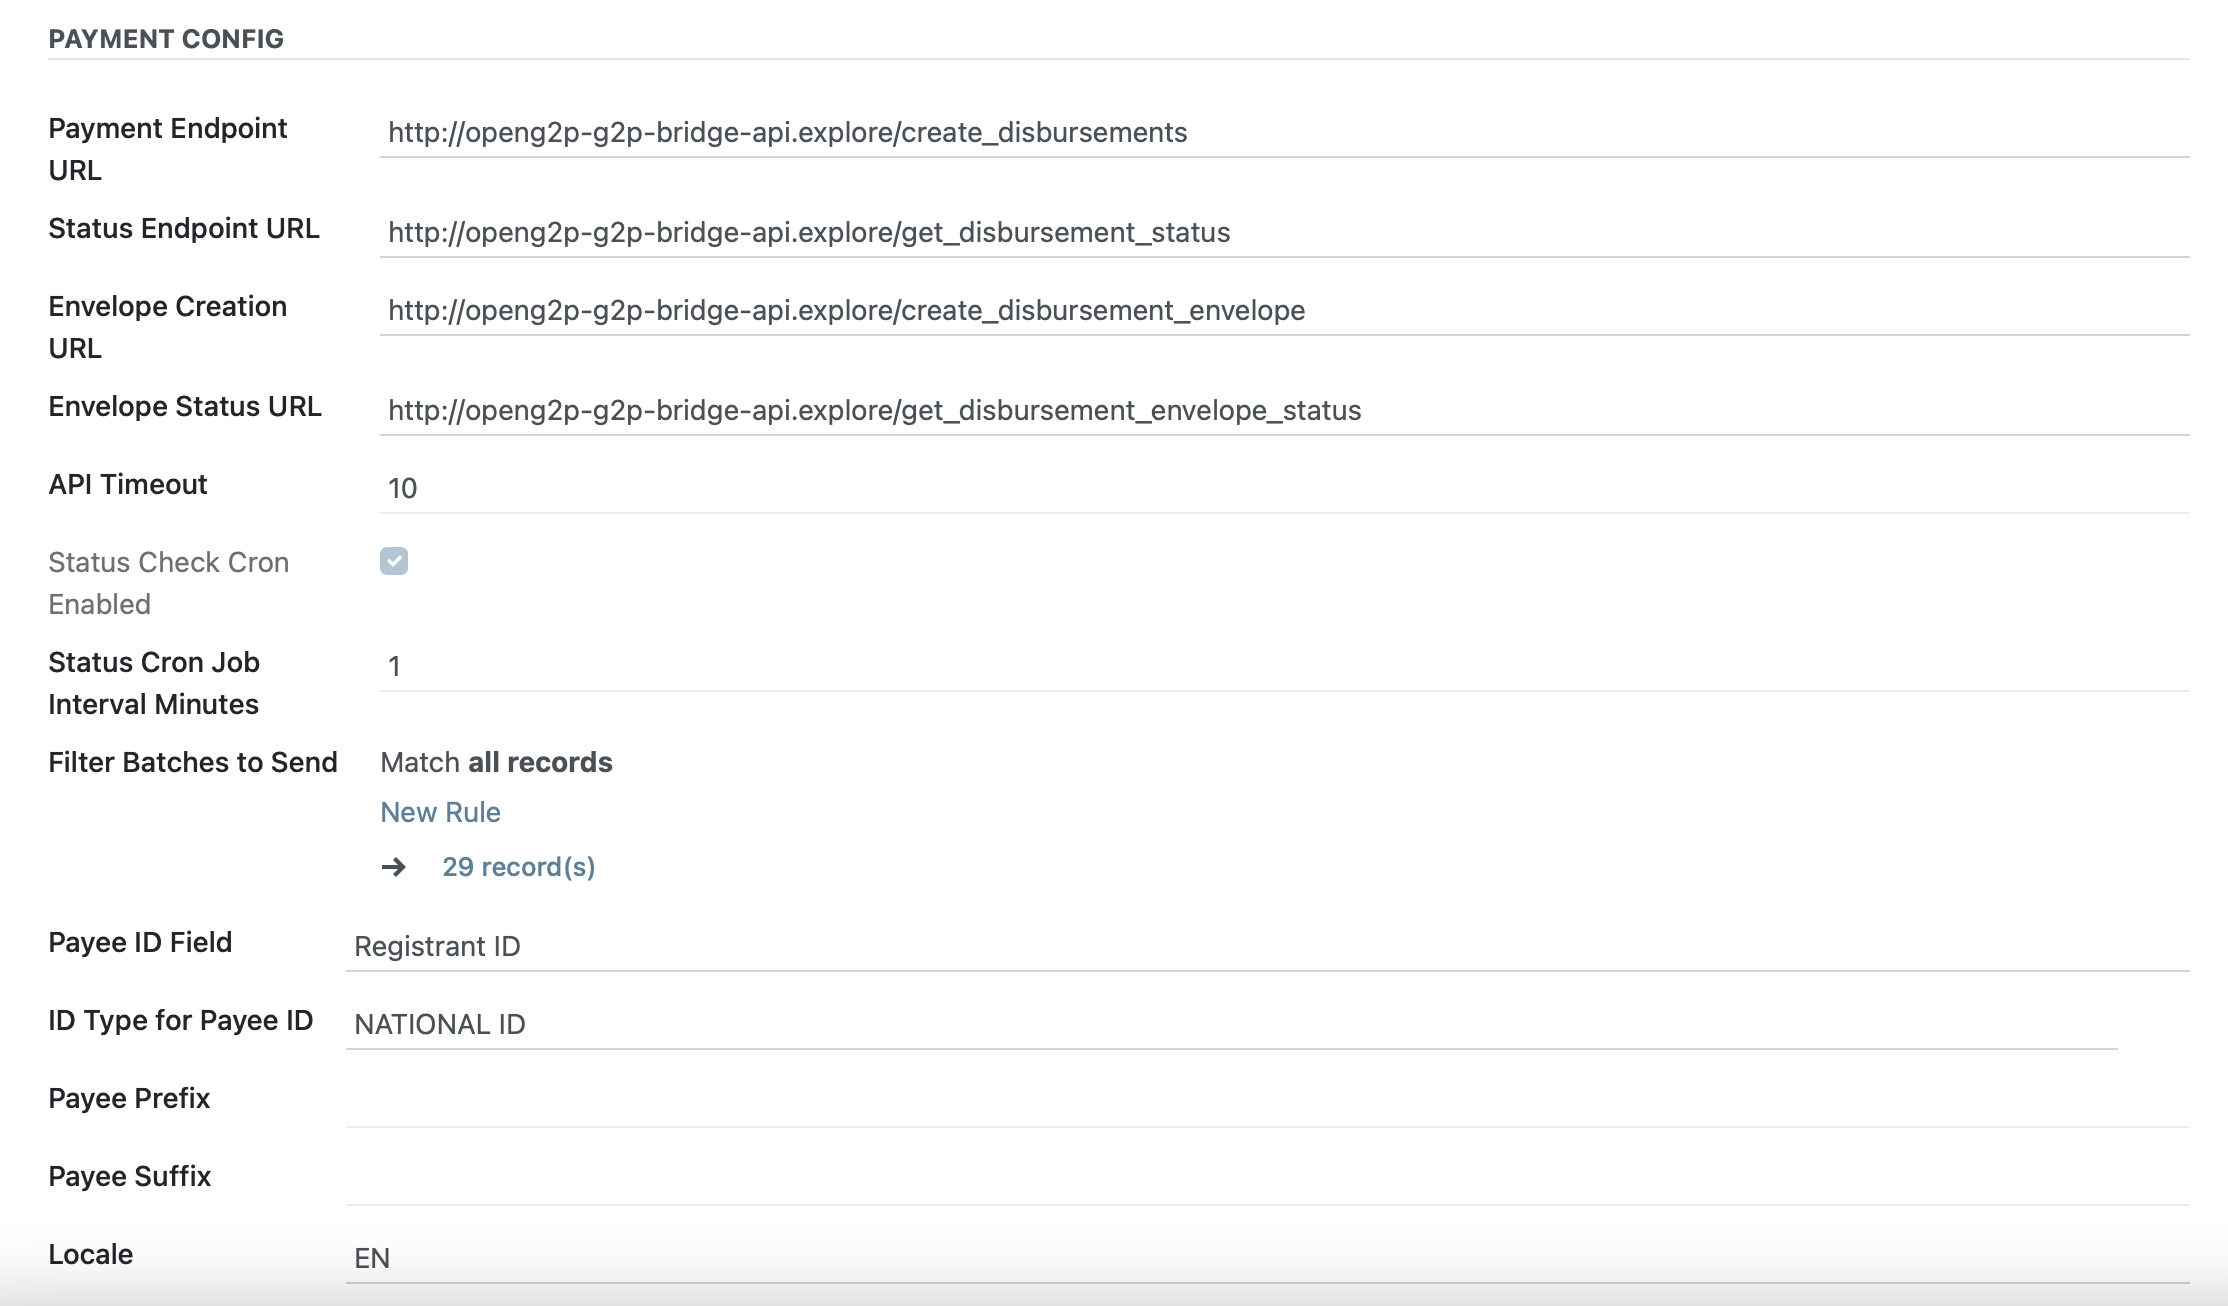 PAYMENT CONFIG
Payment Endpoint
URL
http://openg2p-g2p-bridge-api.explore/create_disbursements
Status Endpoint URL
http://openg2p-g2p-bridge-api.explore/get_disbursement_status
Envelope Creation
URL
http://openg2p-g2p-bridge-api.explore/create_disbursement_envelope
Envelope Status URL
http://openg2p-g2p-bridge-api.explore/get_disbursement_envelope_status
API Timeout
10
Status Check Cron
Enabled
Status Cron Job
Interval Minutes
1
Filter Batches to Send
Match all records
New Rule
29 record(s)
Payee ID Field
Registrant ID
ID Type for Payee ID
NATIONAL ID
Payee Prefix
Payee Suffix
Locale
EN